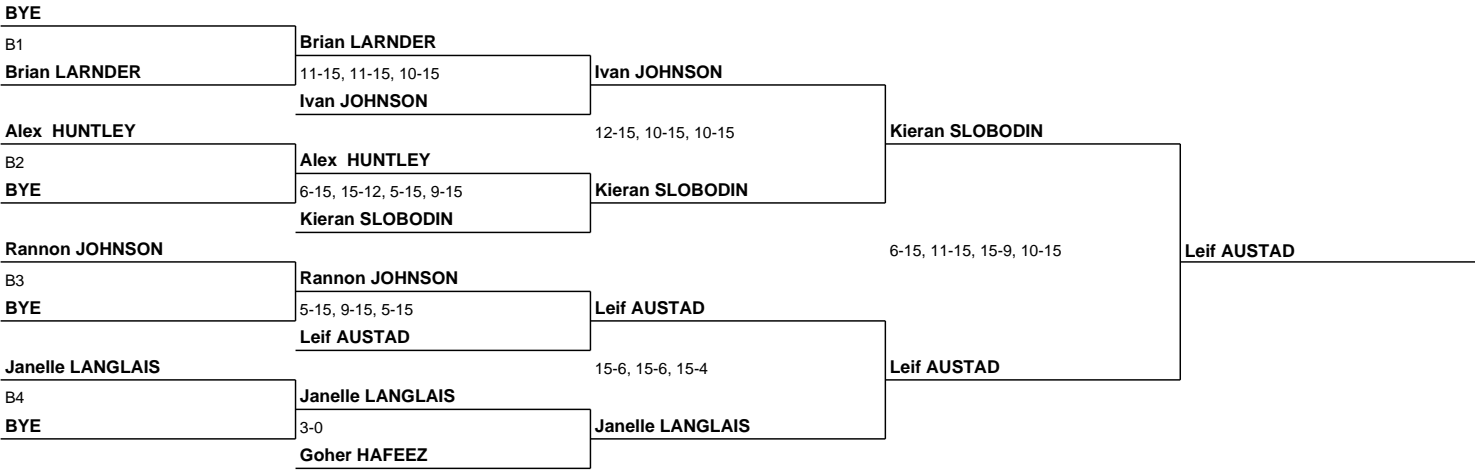 BYE
B1
Brian LARNDER
Brian LARNDER
11-15, 11-15, 10-15
Ivan JOHNSON
Ivan JOHNSON
12-15, 10-15, 10-15
Kieran SLOBODIN
Alex  HUNTLEY
B2
BYE
Alex  HUNTLEY
6-15, 15-12, 5-15, 9-15
Kieran SLOBODIN
Kieran SLOBODIN
6-15, 11-15, 15-9, 10-15
Leif AUSTAD
Rannon JOHNSON
B3
BYE
Rannon JOHNSON
5-15, 9-15, 5-15
Leif AUSTAD
Leif AUSTAD
15-6, 15-6, 15-4
Leif AUSTAD
Janelle LANGLAIS
B4
BYE
Janelle LANGLAIS
3-0
Goher HAFEEZ
Janelle LANGLAIS